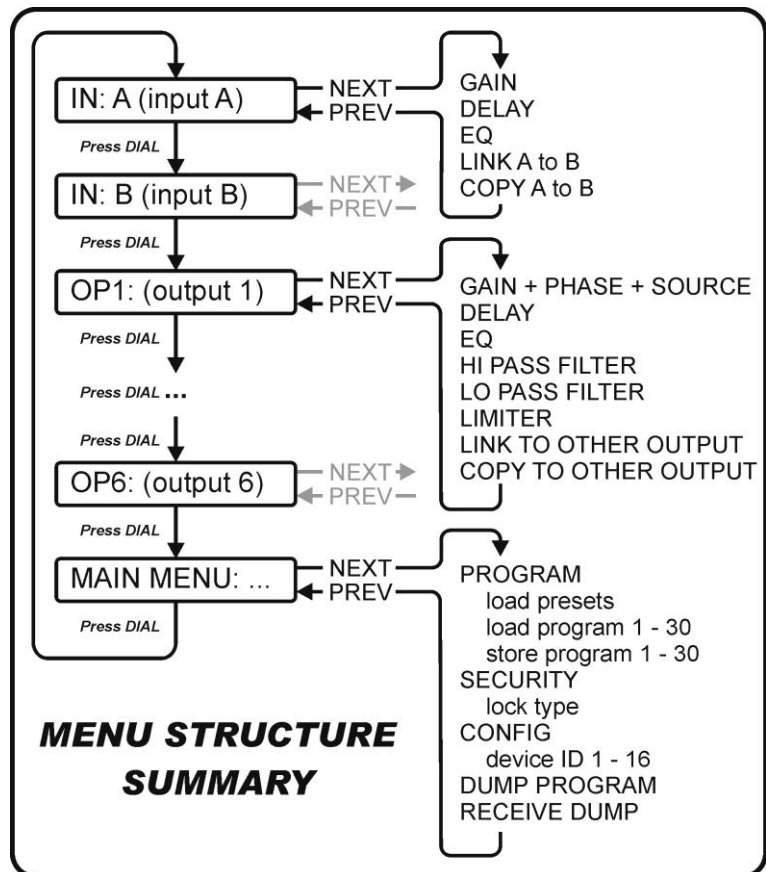 IN: A (input A)
NEXT
PREV
GAIN
DELAY
EQ
LINK A to B
COPY A to B
Press DIAL
IN: B (input B)
NEXT
PREV
Press DIAL
OP1: (output 1)
NEXT
PREV
GAIN + PHASE + SOURCE
DELAY
EQ
HI PASS FILTER
LO PASS FILTER
LIMITER
LINK TO OTHER OUTPUT
COPY TO OTHER OUTPUT
Press DIAL
Press DIAL ...
Press DIAL
OP6: (output 6)
NEXT
PREV
Press DIAL
MAIN MENU: ...
NEXT
PREV
PROGRAM
load presets
load program 1 - 30
store program 1 - 30
SECURITY
lock type
CONFIG
device ID 1 - 16
DUMP PROGRAM
RECEIVE DUMP
Press DIAL
MENU STRUCTURE
SUMMARY